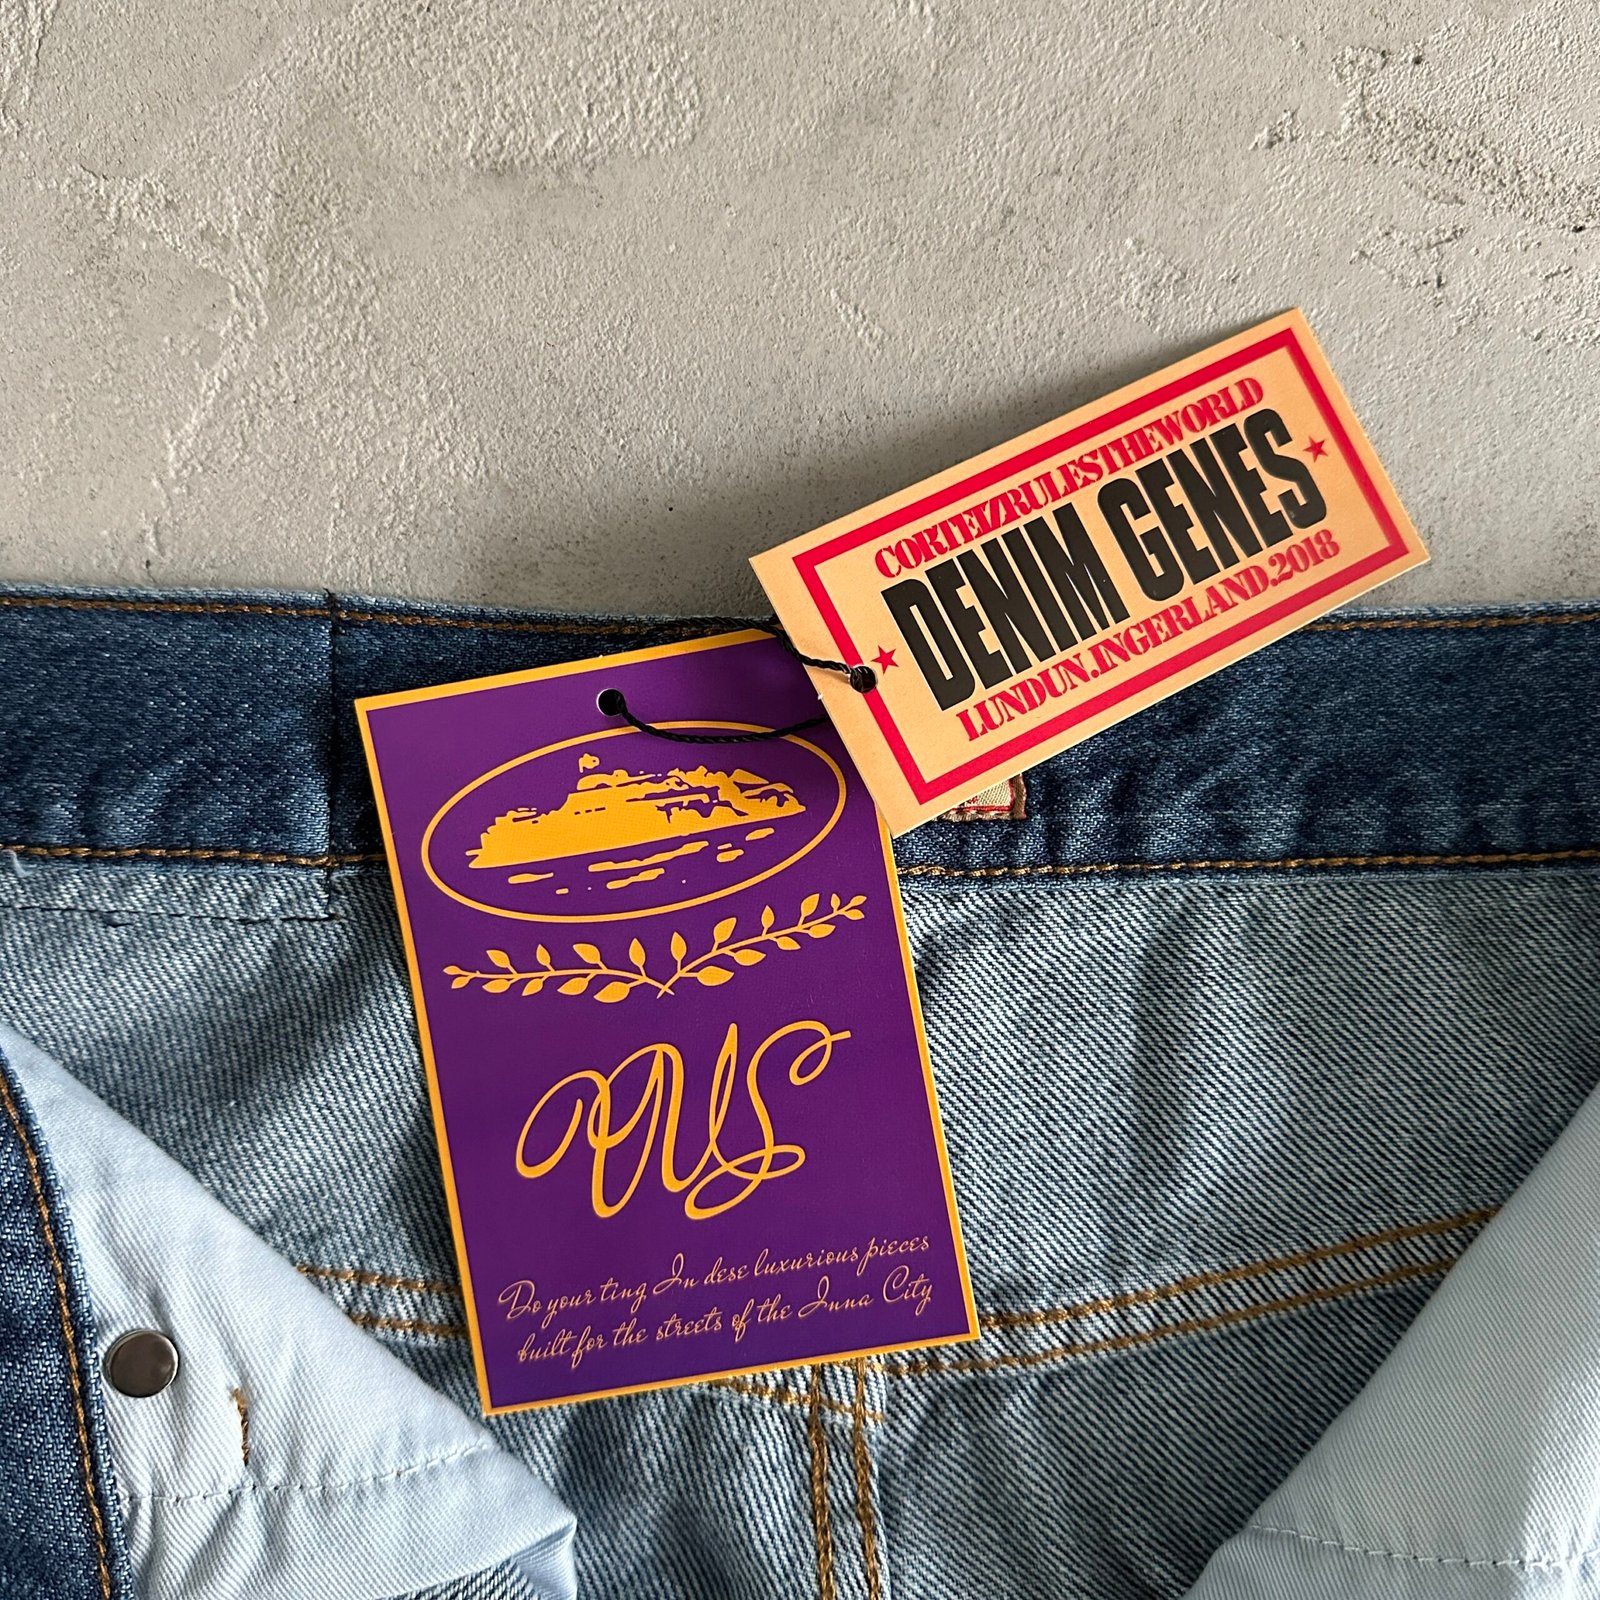 CORTEIZRULESTHEWORLD
DENIM GENES
LUNDUN.INGERLAND.2018
Do your ting In dese luxurious pieces
built for the streets of the Inna City